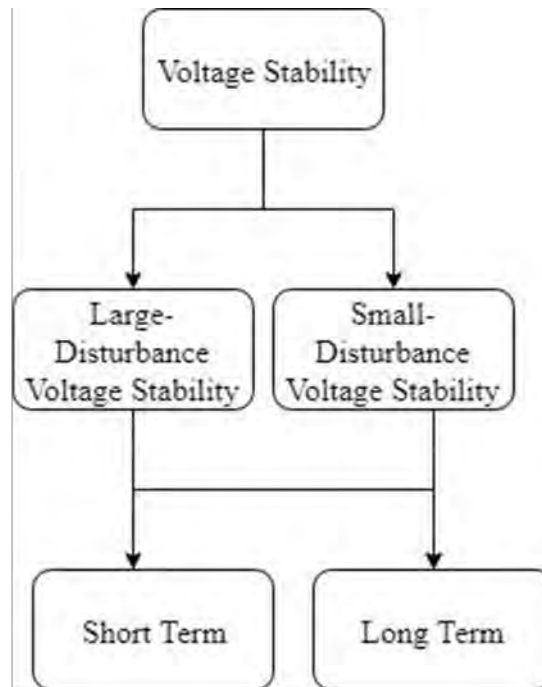 Voltage Stability
Large-
Disturbance
Voltage Stability
Small-
Disturbance
Voltage Stability
Short Term
Long Term